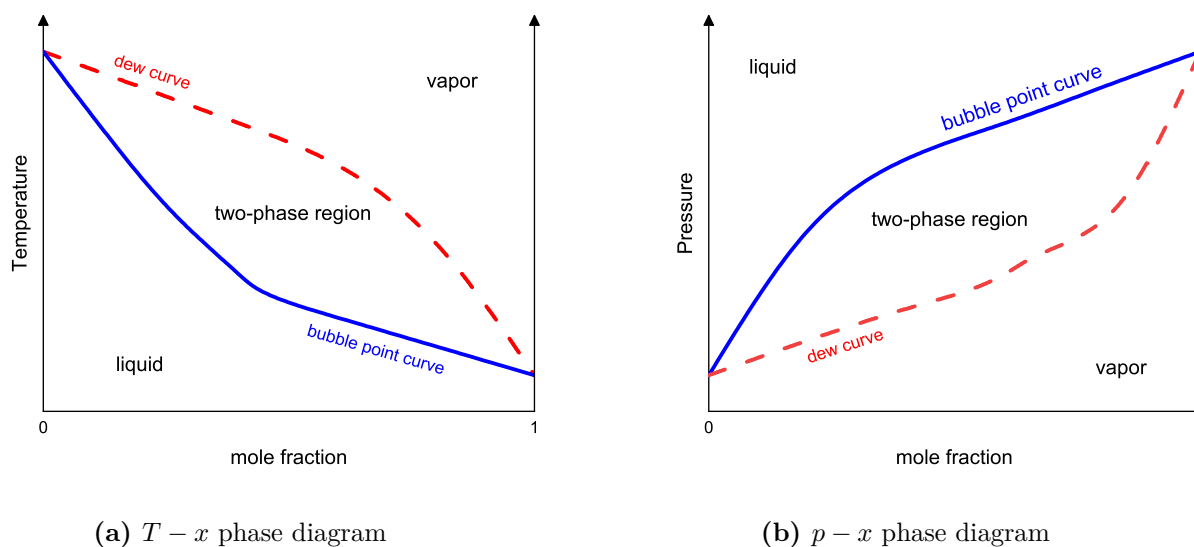 dew curve
vapor
Temperature
two-phase region
bubble point curve
liquid
0
1
mole fraction
(a) T − x phase diagram
liquid
bubble point curve
Pressure
two-phase region
dew curve
vapor
0
mole fraction
(b) p − x phase diagram